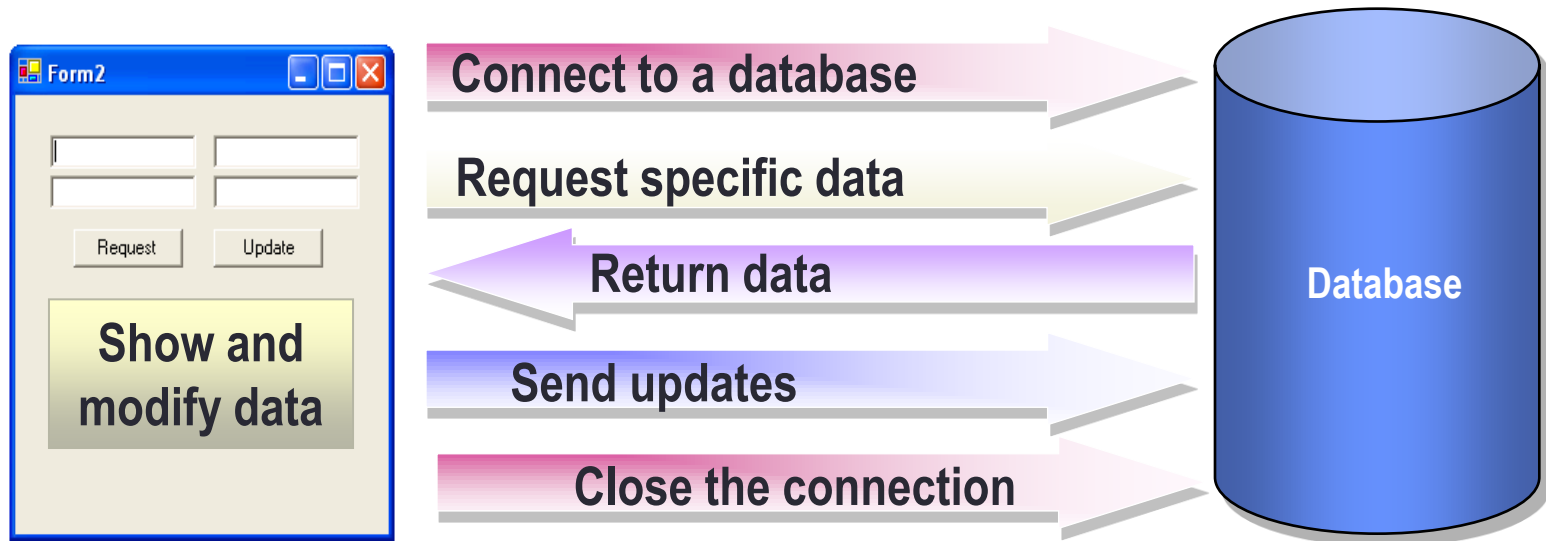 Form2
Request
Update
Show and
modify data
Connect to a database
Request specific data
Return data
Send updates
Close the connection
Database